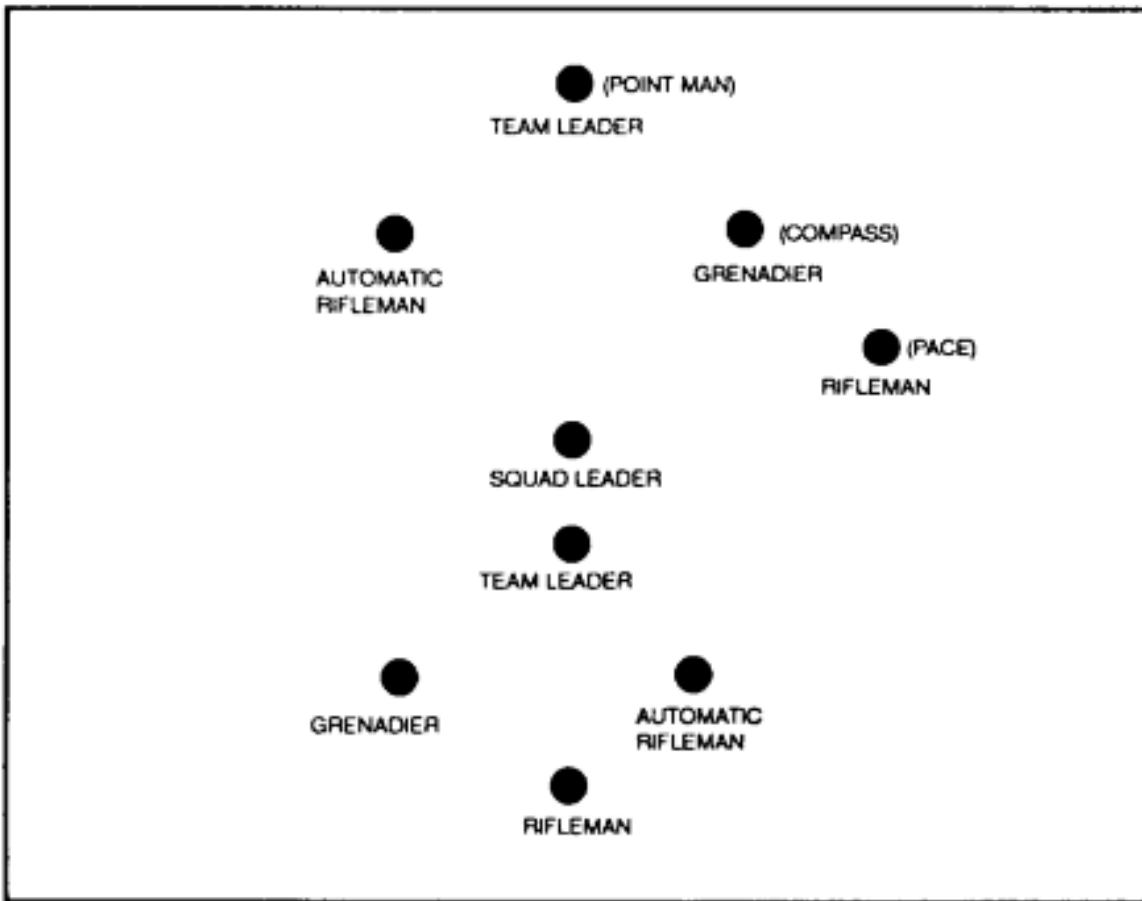 (POINT MAN)
TEAM LEADER
AUTOMATIC
RIFLEMAN
(COMPASS)
GRENADIER
(PACE)
RIFLEMAN
SQUAD LEADER
TEAM LEADER
GRENADIER
AUTOMATIC
RIFLEMAN
RIFLEMAN